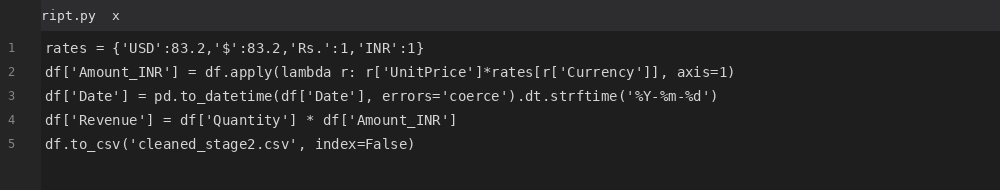 ript.py x
1 rates = {'USD':83.2,'$':83.2,'Rs.':1,'INR':1}
2 df['Amount_INR'] = df.apply(lambda r: r['UnitPrice']*rates[r['Currency']], axis=1)
3 df['Date'] = pd.to_datetime(df['Date'], errors='coerce').dt.strftime('%Y-%m-%d')
4 df['Revenue'] = df['Quantity'] * df['Amount_INR']
5 df.to_csv('cleaned_stage2.csv', index=False)